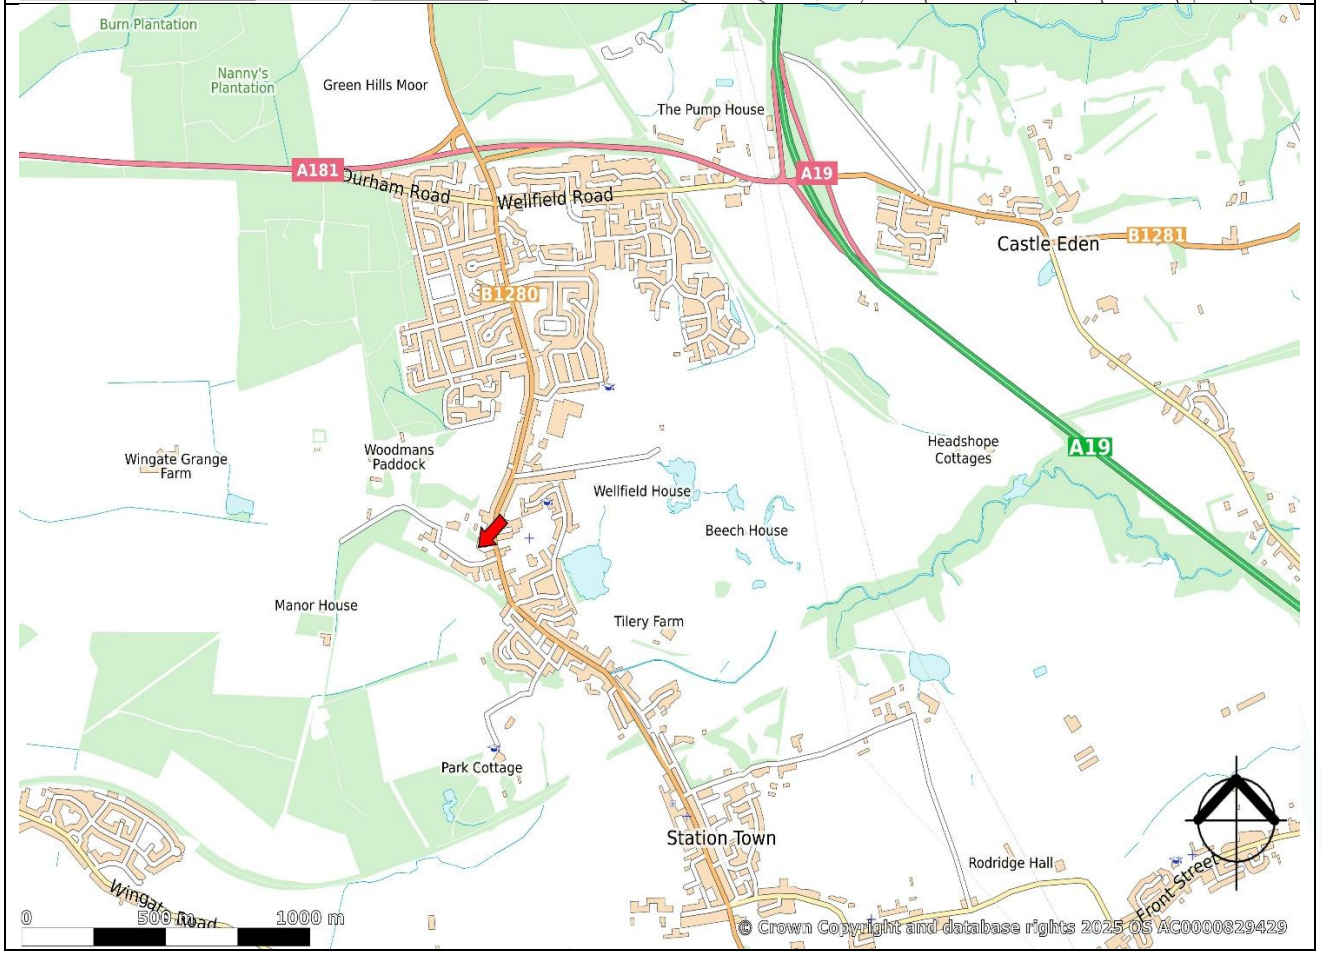 Burn Plantation
Nanny's
Plantation
Green Hills Moor
The Pump House
A181
Durham Road
Wellfield Road
A19
Castle Eden
B1281
B1280
Wingate Grange
Farm
Woodmans
Paddock
Headshope
Cottages
A19
Wellfield House
Beech House
Manor House
Tilery Farm
Park Cottage
Station Town
Rodridge Hall
Front Street
Wingate Road
0 500 m 1000 m
© Crown Copyright and database rights 2025 OS AC0000829429